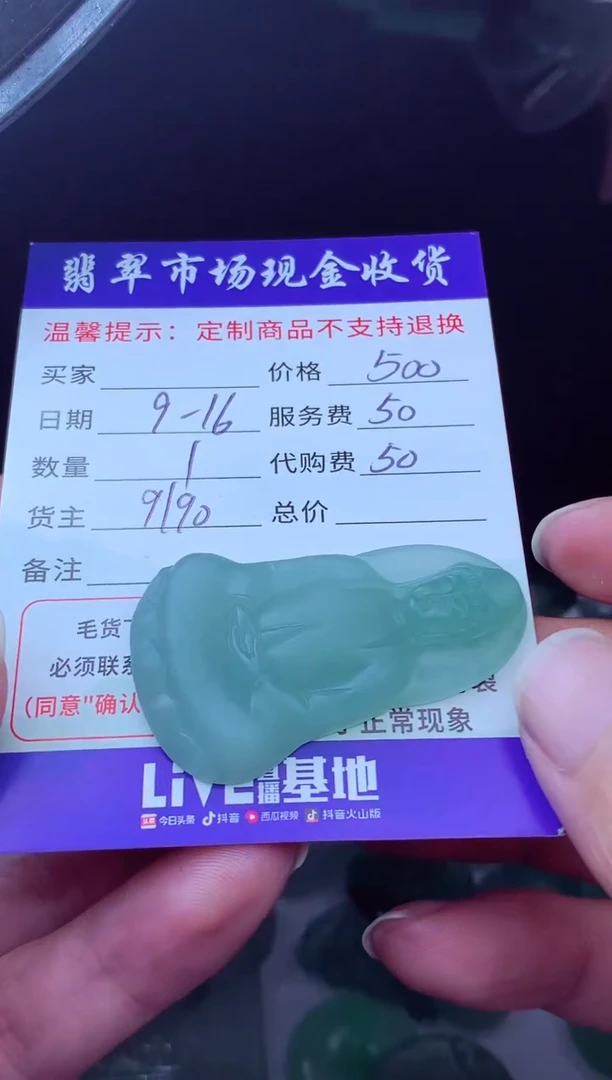 翡翠市场现金收货
温馨提示：定制商品不支持退换
买家 价格 500
日期 9-16 服务费 50
数量 1 代购费 50
货主 9190 总价
备注
毛货
必须联系
(同意"确认 装
正常现象
LiVE直播基地
今日头条 抖音 西瓜视频 抖音火山版